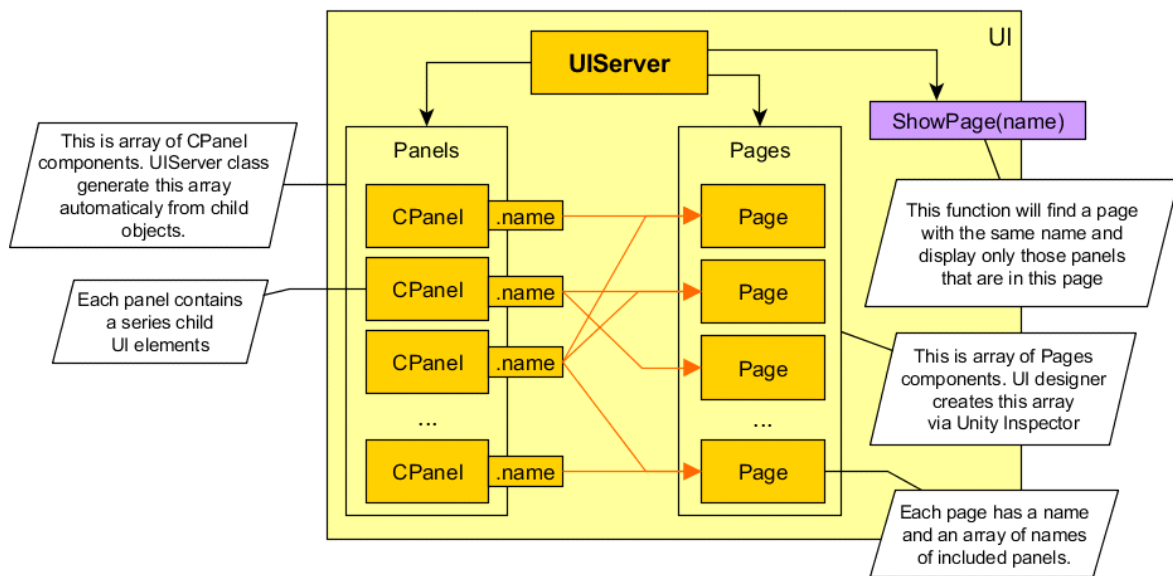 UI
UIServer
ShowPage(name)
This is array of CPanel
components. UIServer class
generate this array
automaticaly from child
objects.
Panels
Pages
CPanel
.name
Page
This function will find a page
with the same name and
display only those panels
that are in this page
Each panel contains
a series child
UI elements
CPanel
.name
Page
CPanel
.name
Page
This is array of Pages
components. UI designer
creates this array
via Unity Inspector
...
...
CPanel
.name
Page
Each page has a name
and an array of names
of included panels.